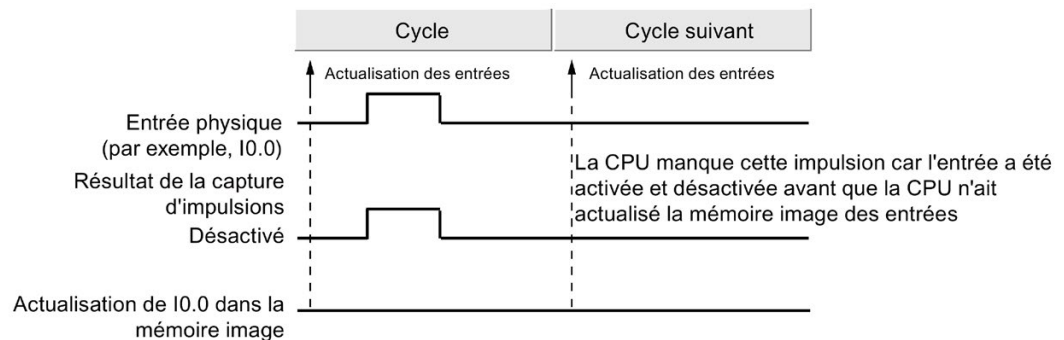 Cycle
Cycle suivant
Actualisation des entrées
Actualisation des entrées
Entrée physique
(par exemple, I0.0)
La CPU manque cette impulsion car l'entrée a été
activée et désactivée avant que la CPU n'ait
actualisé la mémoire image des entrées
Résultat de la capture
d'impulsions
Désactivé
Actualisation de I0.0 dans la
mémoire image